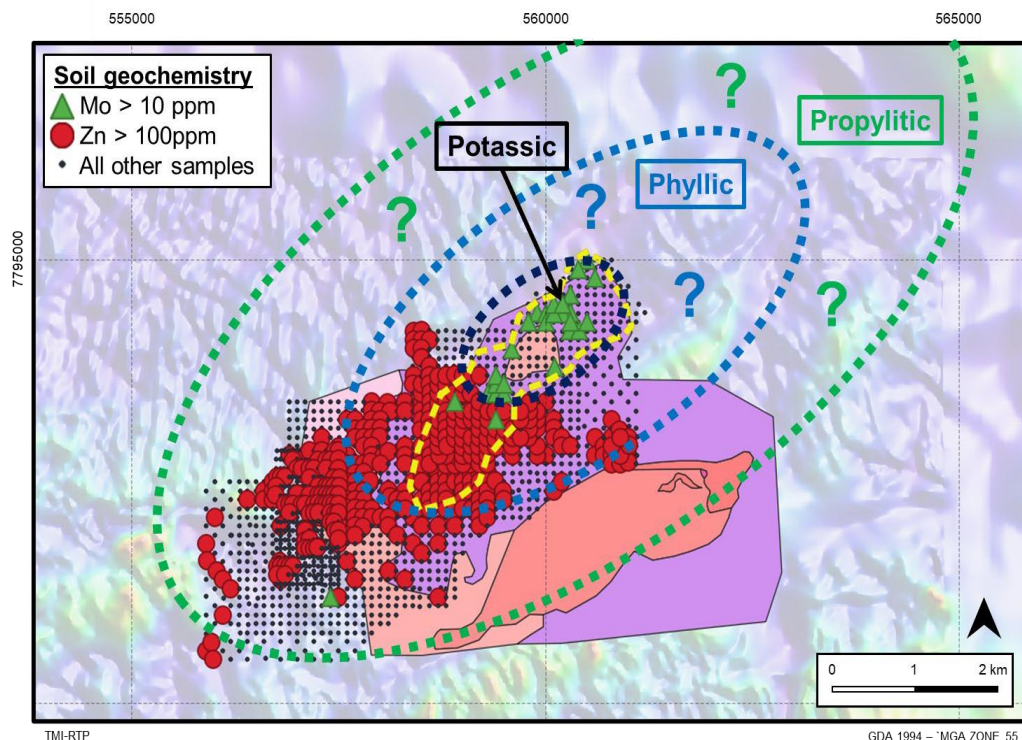 555000
560000
565000
Soil geochemistry
Mo > 10 ppm
Zn > 100ppm
All other samples
?
Propylitic
Potassic
Phyllic
?
?
7795000
?
?
0 1 2 km
TMI-RTP
GDA 1994 – `MGA ZONE 55